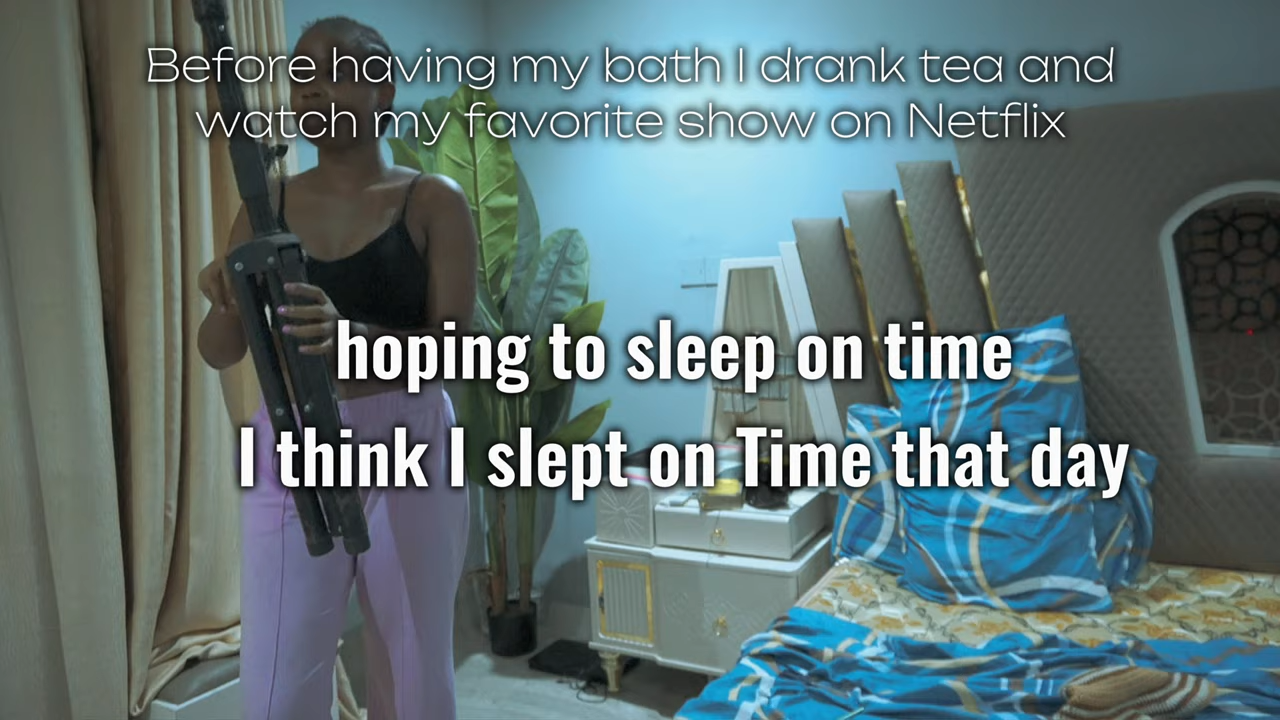 Before having my bath I drank tea and
watch my favorite show on Netflix
hoping to sleep on time
I think I slept on Time that day